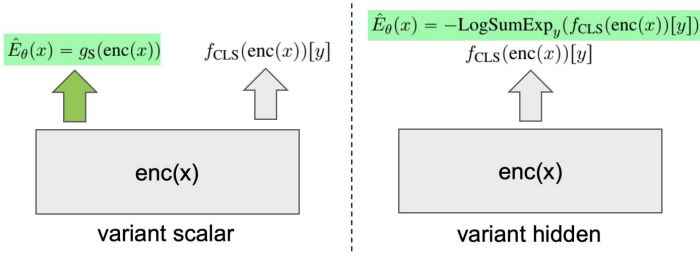 Ê_θ(x) = g_S(enc(x))
f_CLS(enc(x))[y]
enc(x)
variant scalar
Ê_θ(x) = −LogSumExp_y(f_CLS(enc(x))[y])
f_CLS(enc(x))[y]
enc(x)
variant hidden